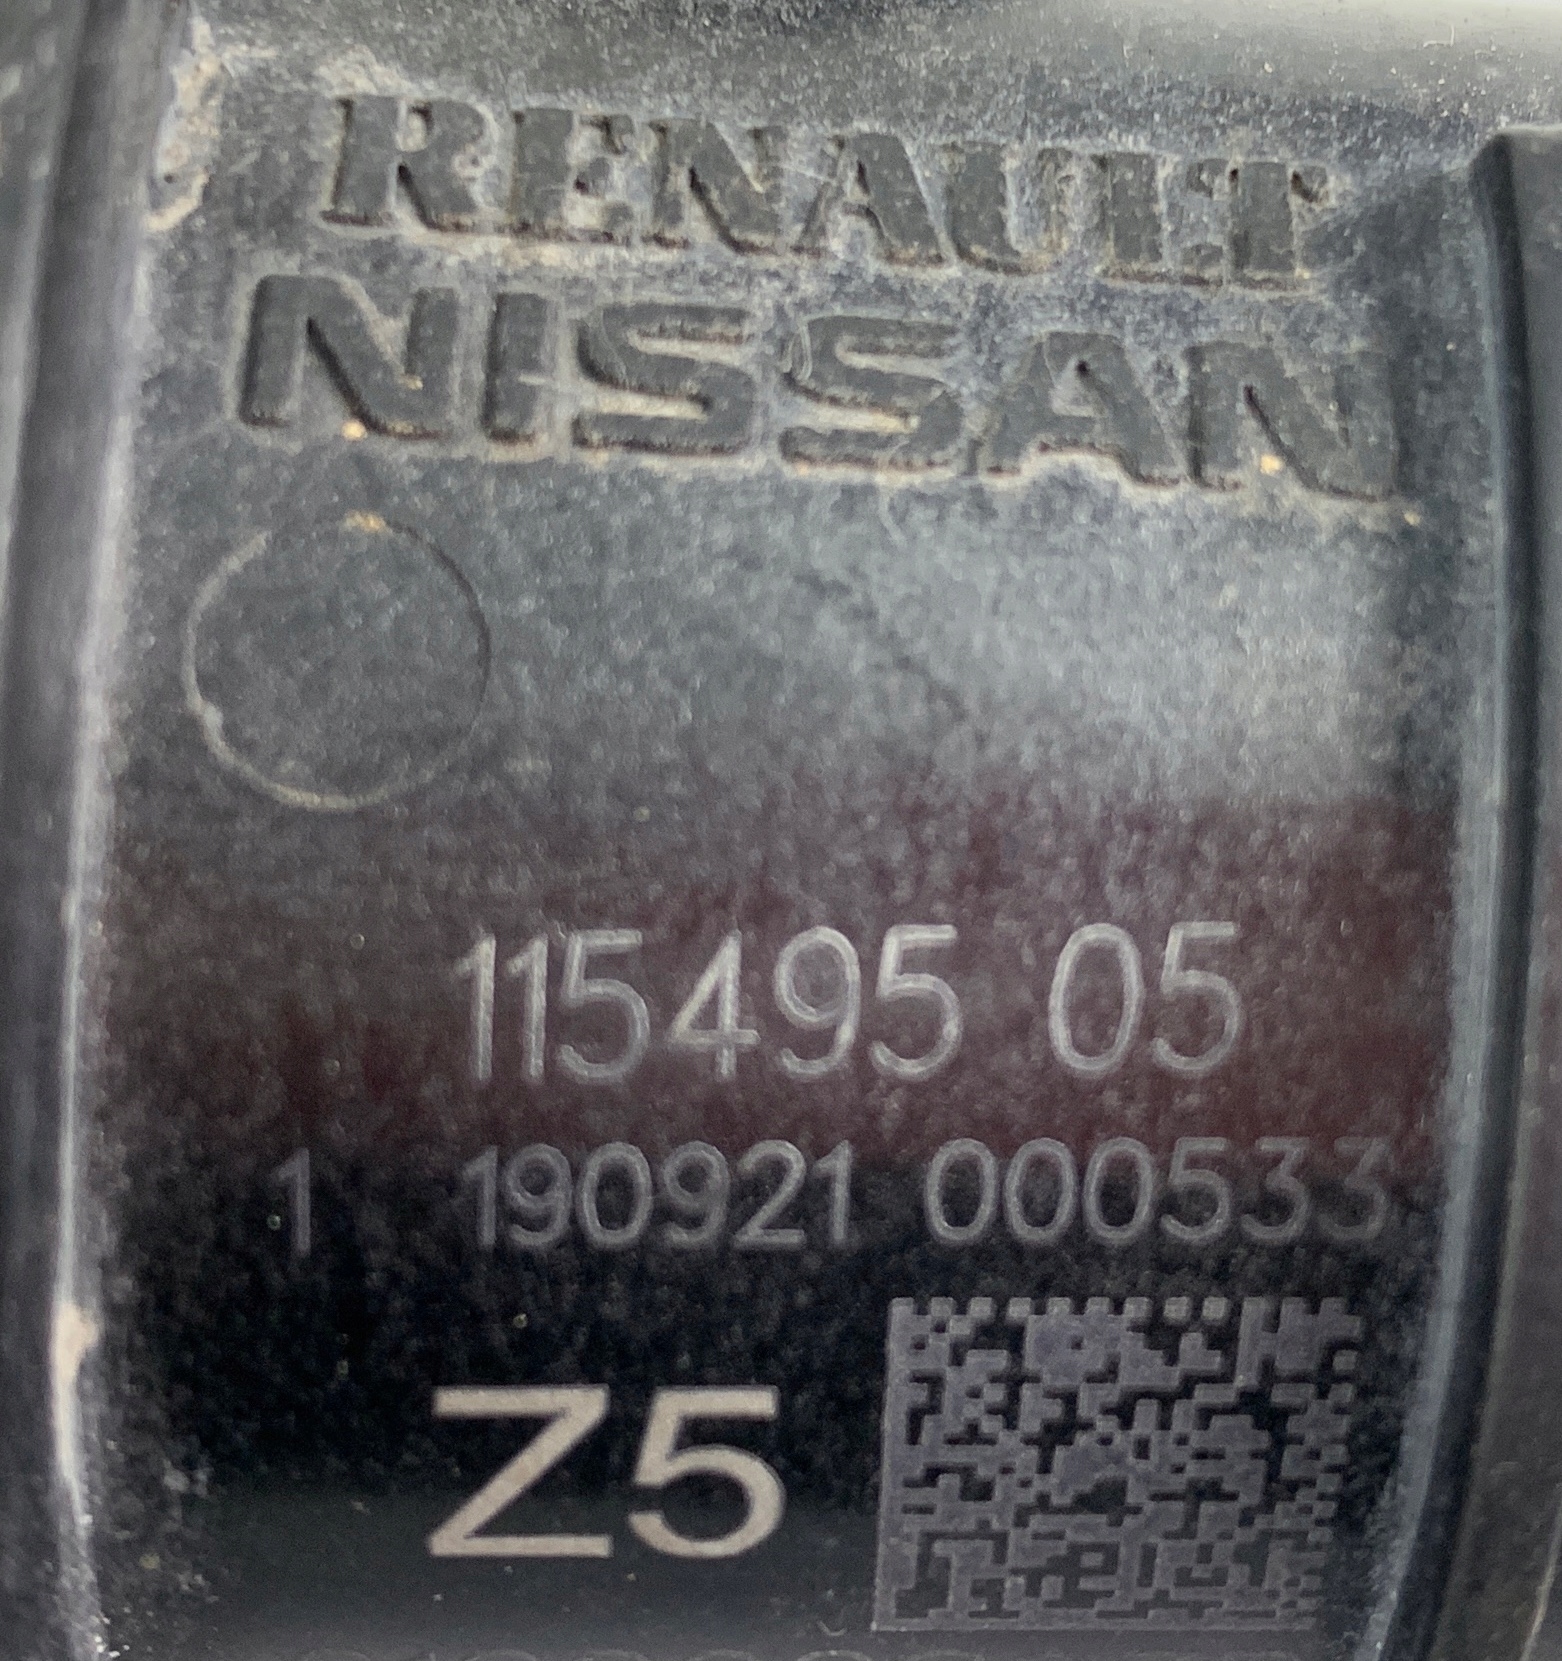 RENAULT
NISSAN
115495 05
1 190921 000533
Z5